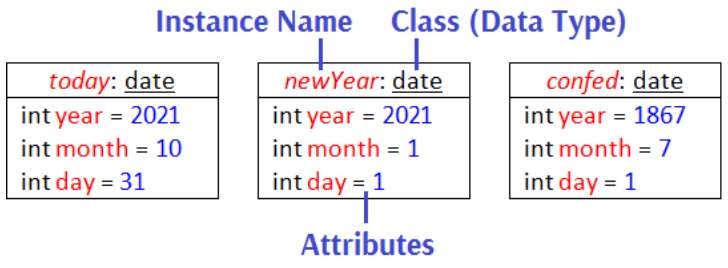 Instance Name Class (Data Type)
today: date
int year = 2021
int month = 10
int day = 31
newYear: date
int year = 2021
int month = 1
int day = 1
confed: date
int year = 1867
int month = 7
int day = 1
Attributes